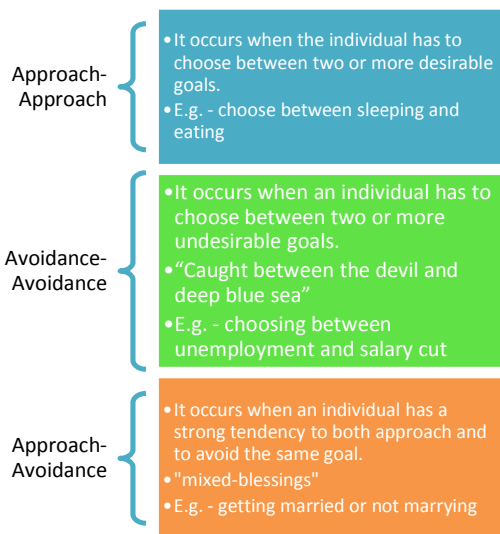 Approach-
Approach
•It occurs when the individual has to
choose between two or more desirable
goals.
•E.g. - choose between sleeping and
eating
Avoidance-
Avoidance
•It occurs when an individual has to
choose between two or more
undesirable goals.
•“Caught between the devil and
deep blue sea”
•E.g. - choosing between
unemployment and salary cut
Approach-
Avoidance
•It occurs when an individual has a
strong tendency to both approach and
to avoid the same goal.
•"mixed-blessings"
•E.g. - getting married or not marrying